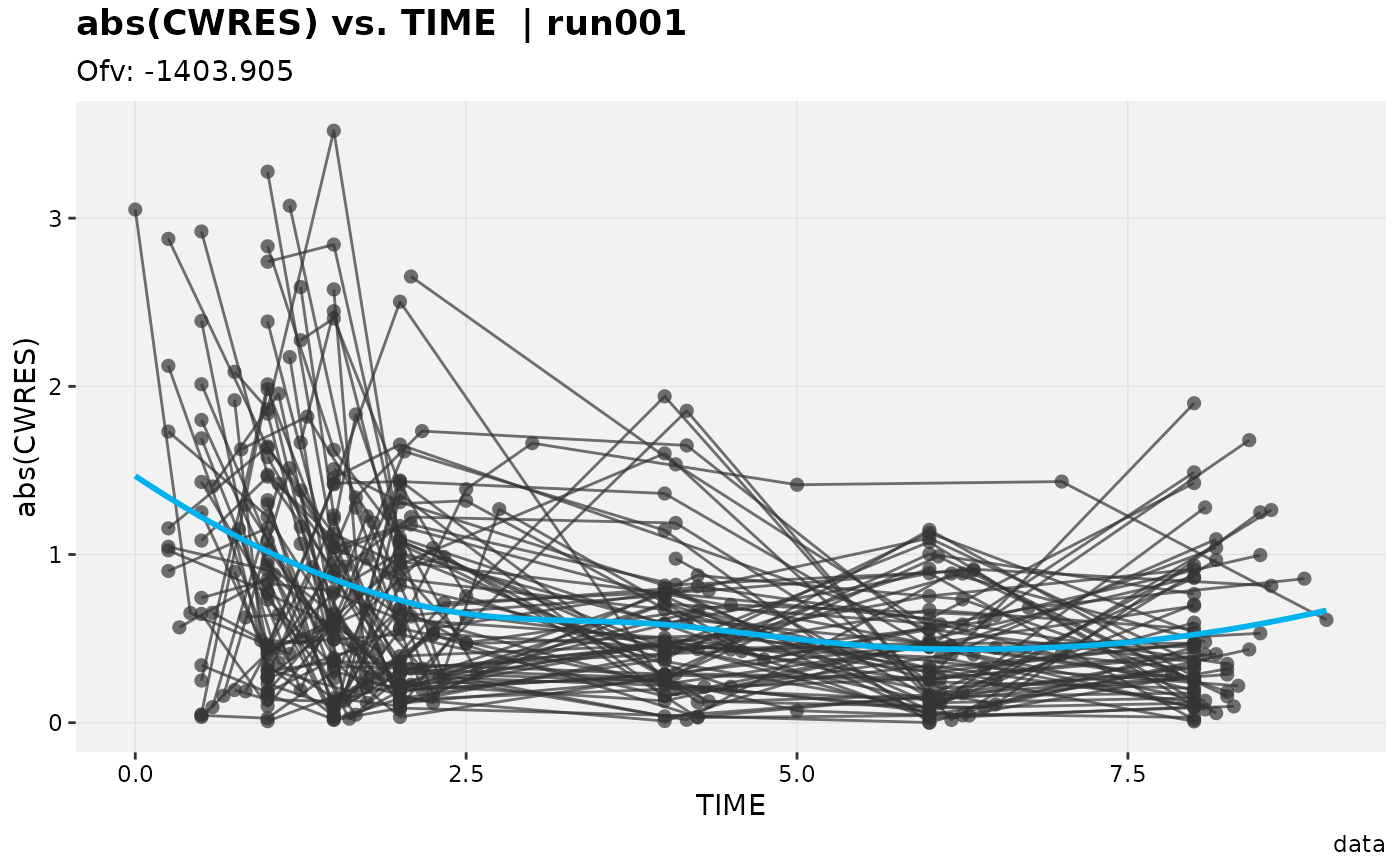 abs(CWRES) vs. TIME  | run001
Ofv: -1403.905
abs(CWRES)
3
2
1
0
0.0 2.5 5.0 7.5
TIME
data